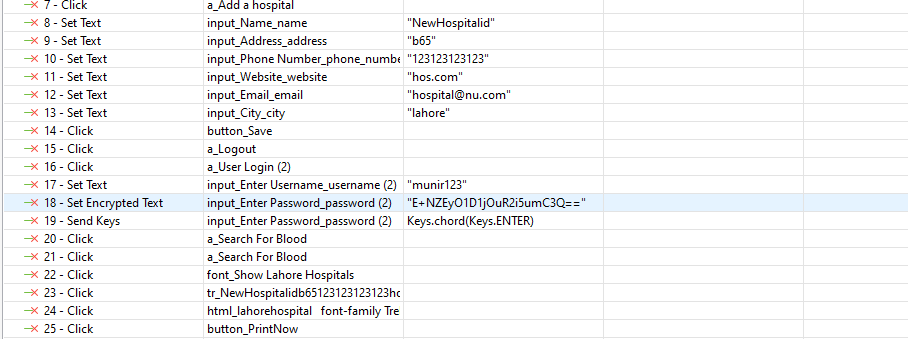 7 - Click a_Add a hospital
8 - Set Text input_Name_name "NewHospitalid"
9 - Set Text input_Address_address "b65"
10 - Set Text input_Phone Number_phone_numbe "123123123123"
11 - Set Text input_Website_website "hos.com"
12 - Set Text input_Email_email "hospital@nu.com"
13 - Set Text input_City_city "lahore"
14 - Click button_Save
15 - Click a_Logout
16 - Click a_User Login (2)
17 - Set Text input_Enter Username_username (2) "munir123"
18 - Set Encrypted Text input_Enter Password_password (2) "E+NZEyO1D1jOuR2i5umC3Q=="
19 - Send Keys input_Enter Password_password (2) Keys.chord(Keys.ENTER)
20 - Click a_Search For Blood
21 - Click a_Search For Blood
22 - Click font_Show Lahore Hospitals
23 - Click tr_NewHospitalidb65123123123123ho
24 - Click html_lahorehospital font-family Tre
25 - Click button_PrintNow